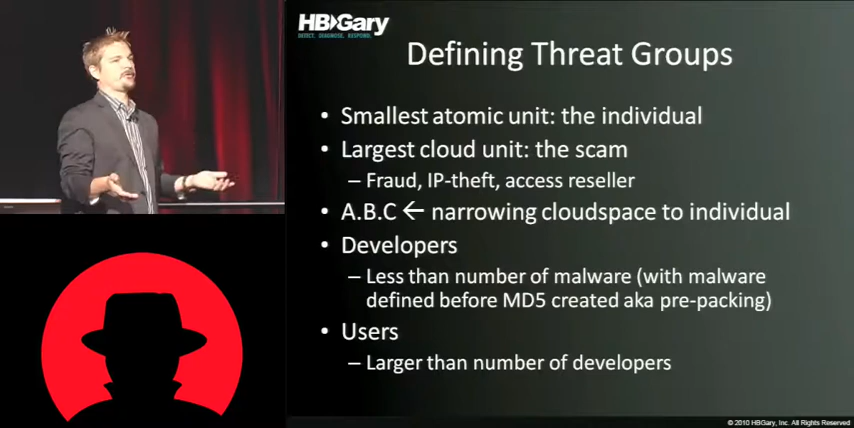 HBGary
DETECT. DIAGNOSE. RESPOND.
Defining Threat Groups
• Smallest atomic unit: the individual
• Largest cloud unit: the scam
– Fraud, IP-theft, access reseller
• A.B.C ← narrowing cloudspace to individual
• Developers
– Less than number of malware (with malware
defined before MD5 created aka pre-packing)
• Users
– Larger than number of developers
© 2010 HBGary, Inc. All Rights Reserved